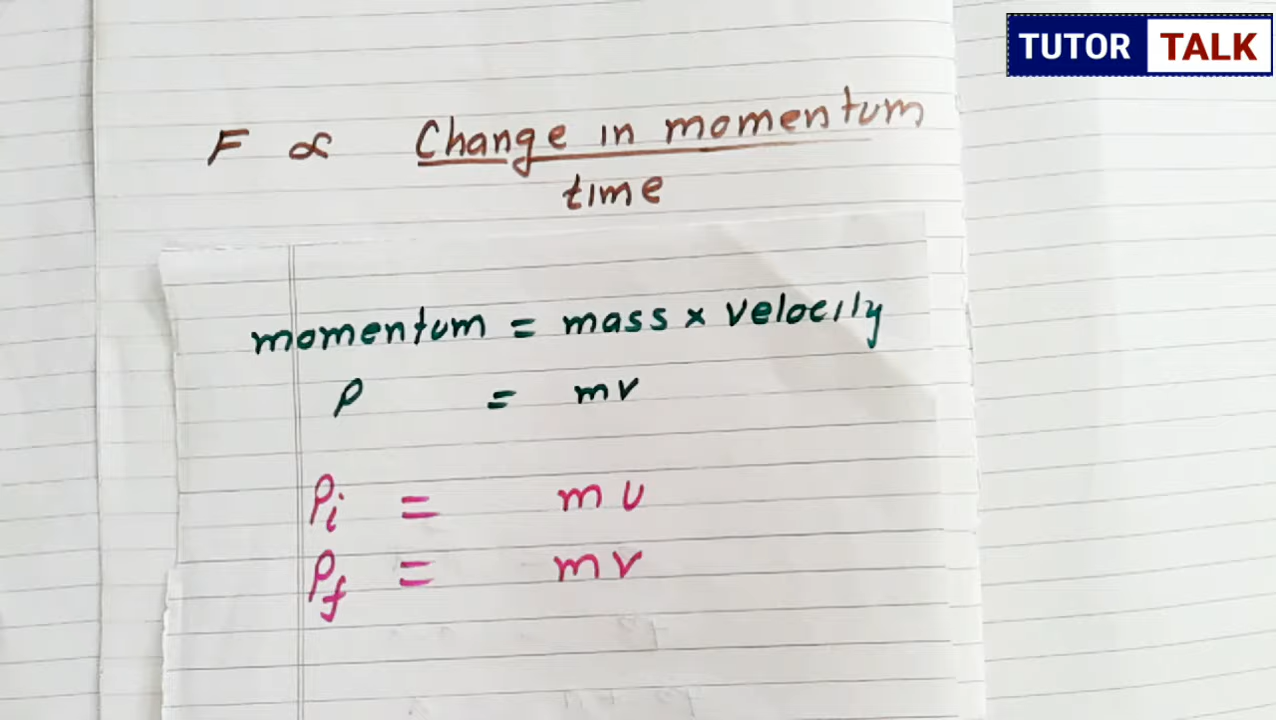 TUTOR TALK
F ∝ Change in momentum
time
momentum = mass × velocity
P = mv
Pi = mu
Pf = mv